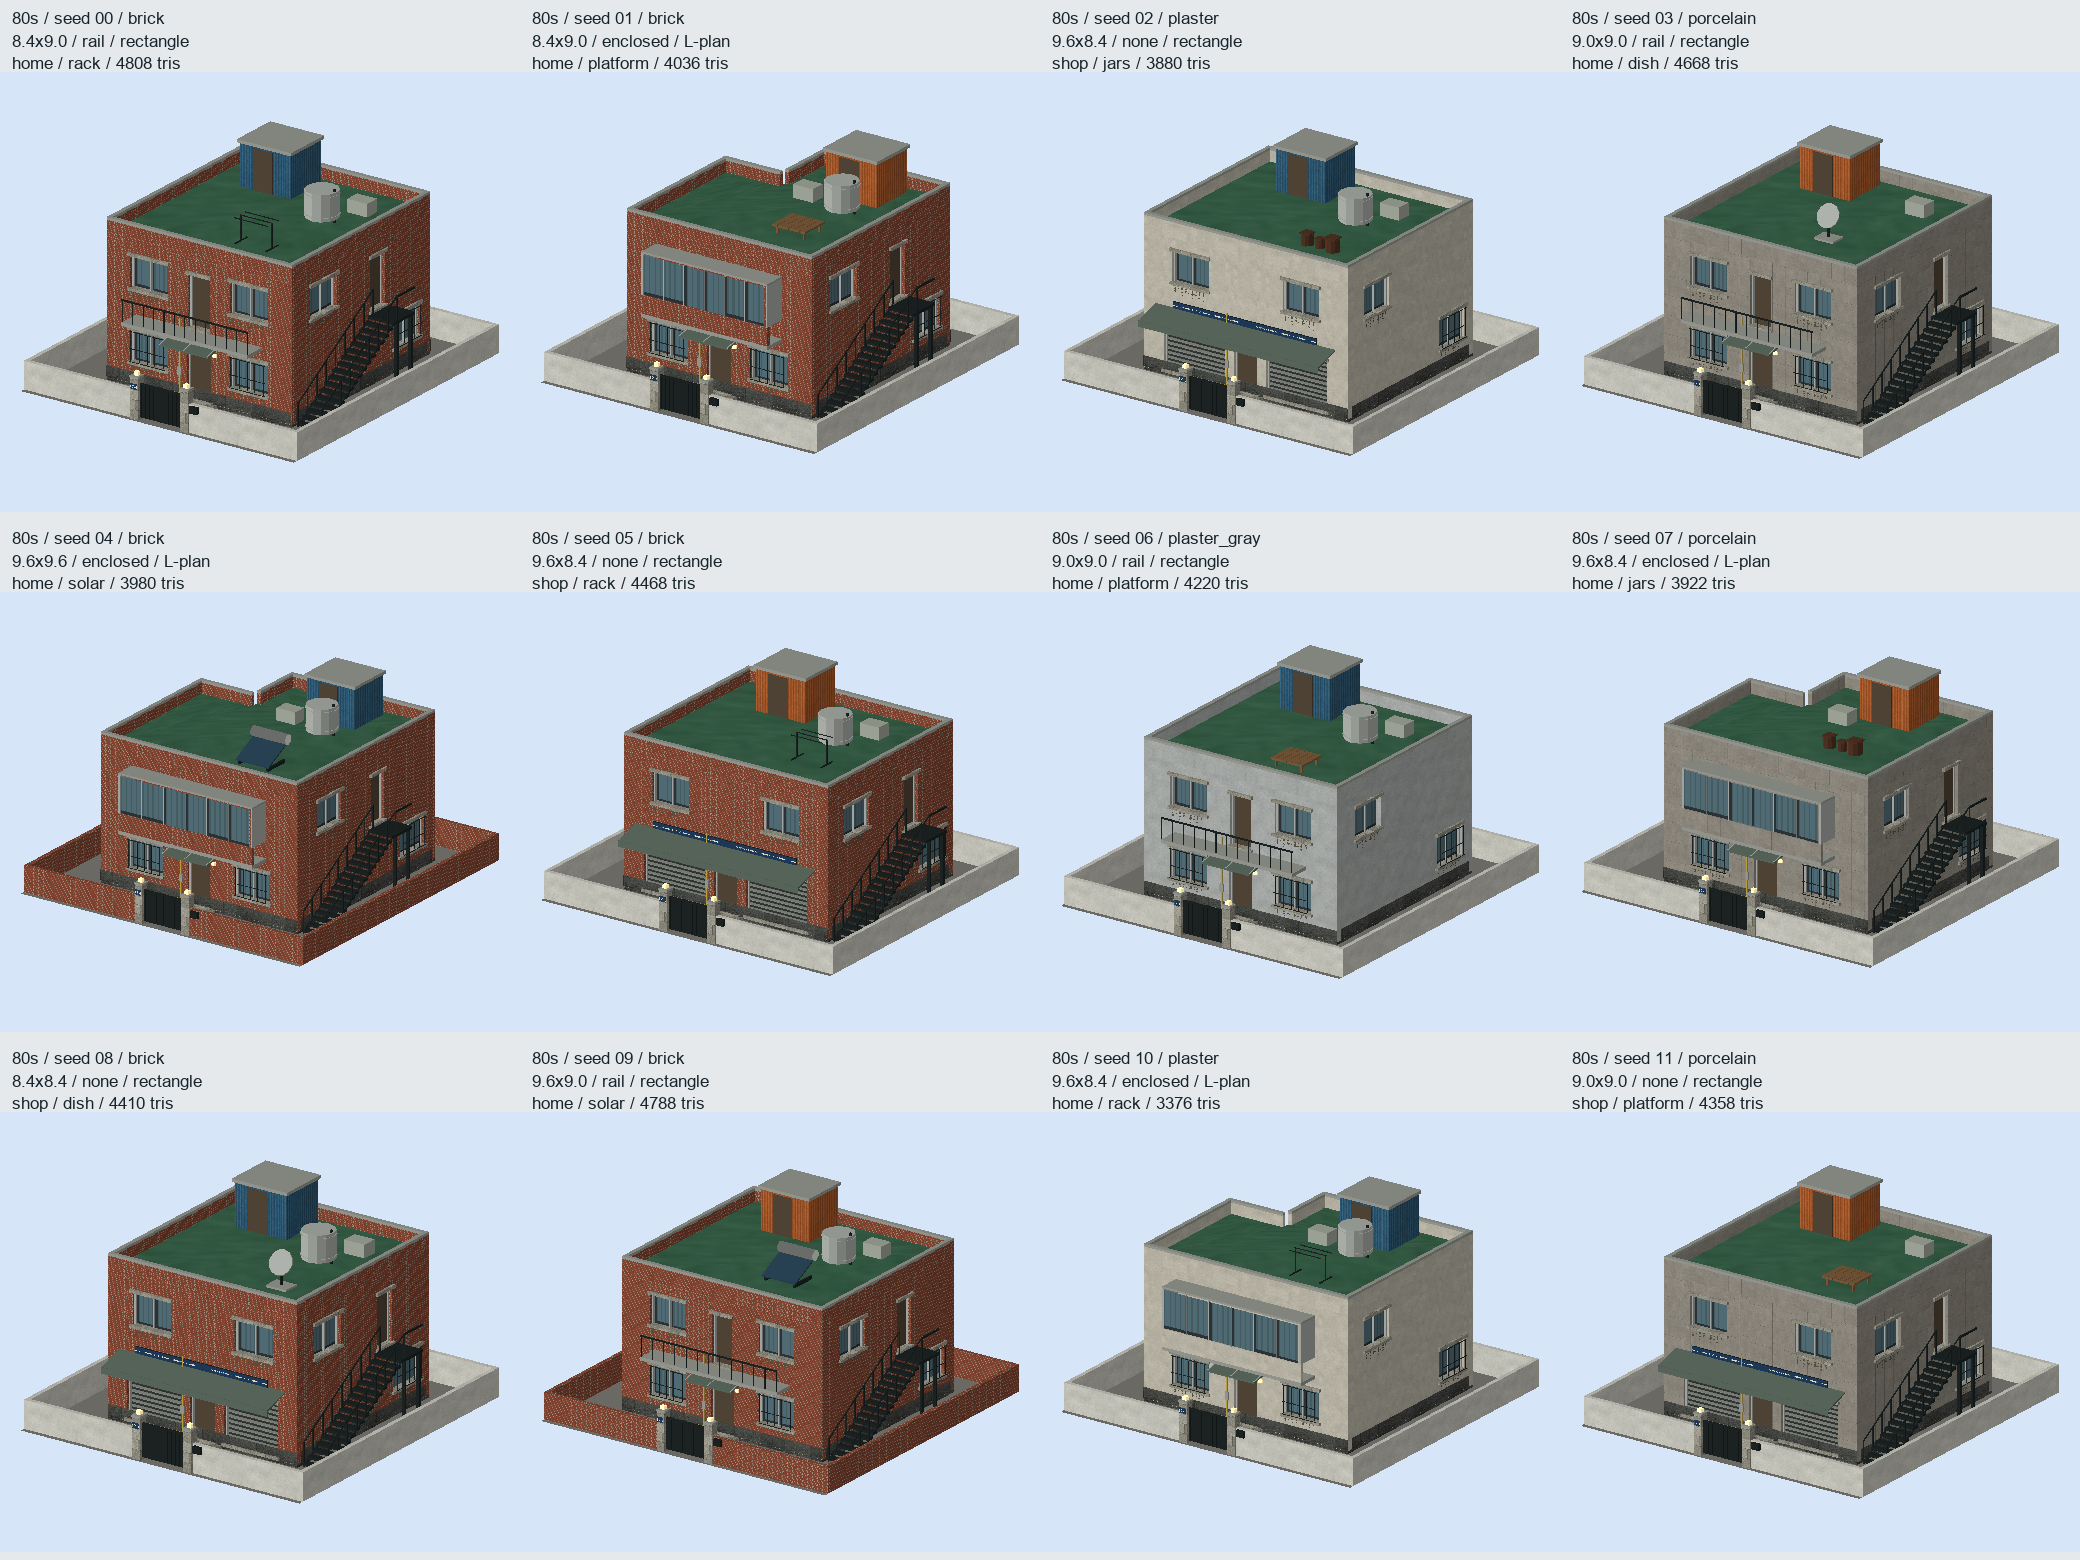 80s / seed 00 / brick
8.4x9.0 / rail / rectangle
home / rack / 4808 tris
80s / seed 01 / brick
8.4x9.0 / enclosed / L-plan
home / platform / 4036 tris
80s / seed 02 / plaster
9.6x8.4 / none / rectangle
shop / jars / 3880 tris
80s / seed 03 / porcelain
9.0x9.0 / rail / rectangle
home / dish / 4668 tris
80s / seed 04 / brick
9.6x9.6 / enclosed / L-plan
home / solar / 3980 tris
80s / seed 05 / brick
9.6x8.4 / none / rectangle
shop / rack / 4468 tris
80s / seed 06 / plaster_gray
9.0x9.0 / rail / rectangle
home / platform / 4220 tris
80s / seed 07 / porcelain
9.6x8.4 / enclosed / L-plan
home / jars / 3922 tris
80s / seed 08 / brick
8.4x8.4 / none / rectangle
shop / dish / 4410 tris
80s / seed 09 / brick
9.6x9.0 / rail / rectangle
home / solar / 4788 tris
80s / seed 10 / plaster
9.6x8.4 / enclosed / L-plan
home / rack / 3376 tris
80s / seed 11 / porcelain
9.0x9.0 / none / rectangle
shop / platform / 4358 tris